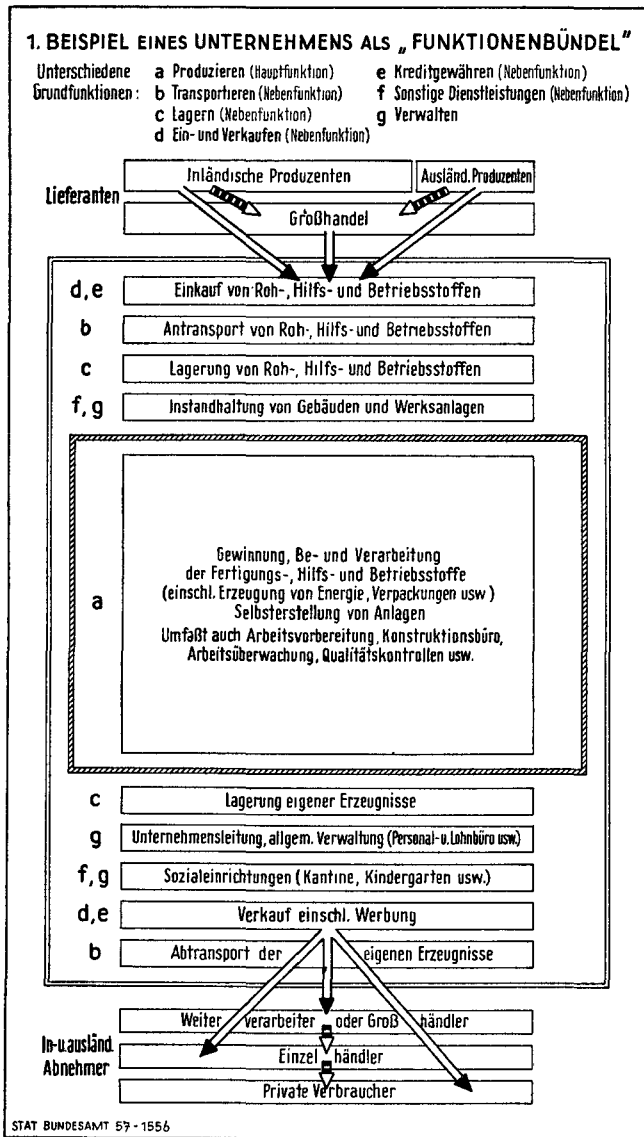 1. BEISPIEL EINES UNTERNEHMENS ALS „FUNKTIONENBÜNDEL"
Unterschiedene Grundfunktionen:
a Produzieren (Hauptfunktion)
b Transportieren (Nebenfunktion)
c Lagern (Nebenfunktion)
d Ein- und Verkaufen (Nebenfunktion)
e Kreditgewähren (Nebenfunktion)
f Sonstige Dienstleistungen (Nebenfunktion)
g Verwalten
Lieferanten
Inländische Produzenten
Ausländ. Produzenten
Großhandel
d, e Einkauf von Roh-, Hilfs- und Betriebsstoffen
b Antransport von Roh-, Hilfs- und Betriebsstoffen
c Lagerung von Roh-, Hilfs- und Betriebsstoffen
f, g Instandhaltung von Gebäuden und Werksanlagen
a
Gewinnung, Be- und Verarbeitung
der Fertigungs-, Hilfs- und Betriebsstoffe
(einschl. Erzeugung von Energie, Verpackungen usw)
Selbsterstellung von Anlagen
Umfaßt auch Arbeitsvorbereitung, Konstruktionsbüro,
Arbeitsüberwachung, Qualitätskontrollen usw.
c Lagerung eigener Erzeugnisse
g Unternehmensleitung, allgem. Verwaltung (Personal- u. Lohnbüro usw.)
f, g Sozialeinrichtungen (Kantine, Kindergarten usw.)
d, e Verkauf einschl. Werbung
b Abtransport der eigenen Erzeugnisse
In- u. ausländ. Abnehmer
Weiterverarbeiter oder Großhändler
Einzelhändler
Private Verbraucher
STAT BUNDESAMT 57 - 1556